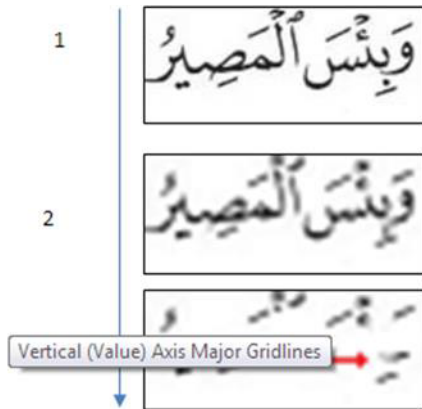 1
وَبِئْسَ ٱلْمَصِيرُ
2
وَبِئْسَ ٱلْمَصِيرُ
Vertical (Value) Axis Major Gridlines